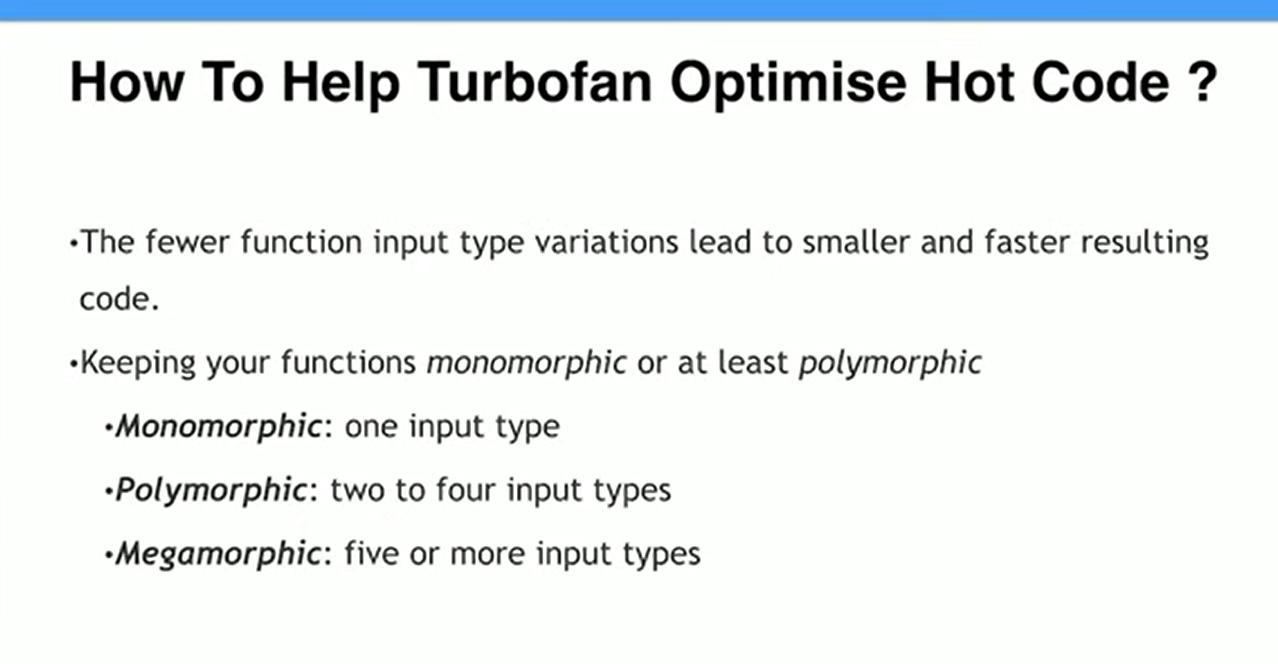 How To Help Turbofan Optimise Hot Code ?
•The fewer function input type variations lead to smaller and faster resulting
code.
•Keeping your functions monomorphic or at least polymorphic
•Monomorphic: one input type
•Polymorphic: two to four input types
•Megamorphic: five or more input types